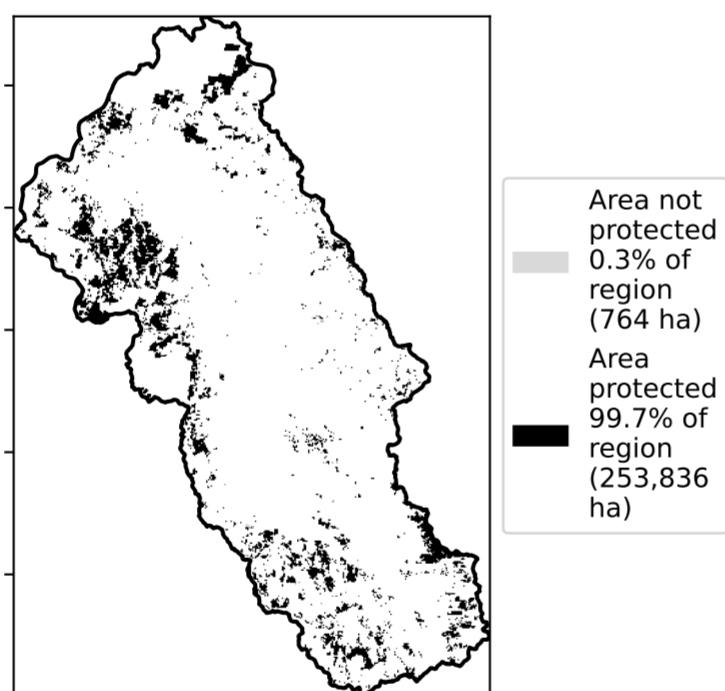 Area not
protected
0.3% of
region
(764 ha)
Area
protected
99.7% of
region
(253,836
ha)